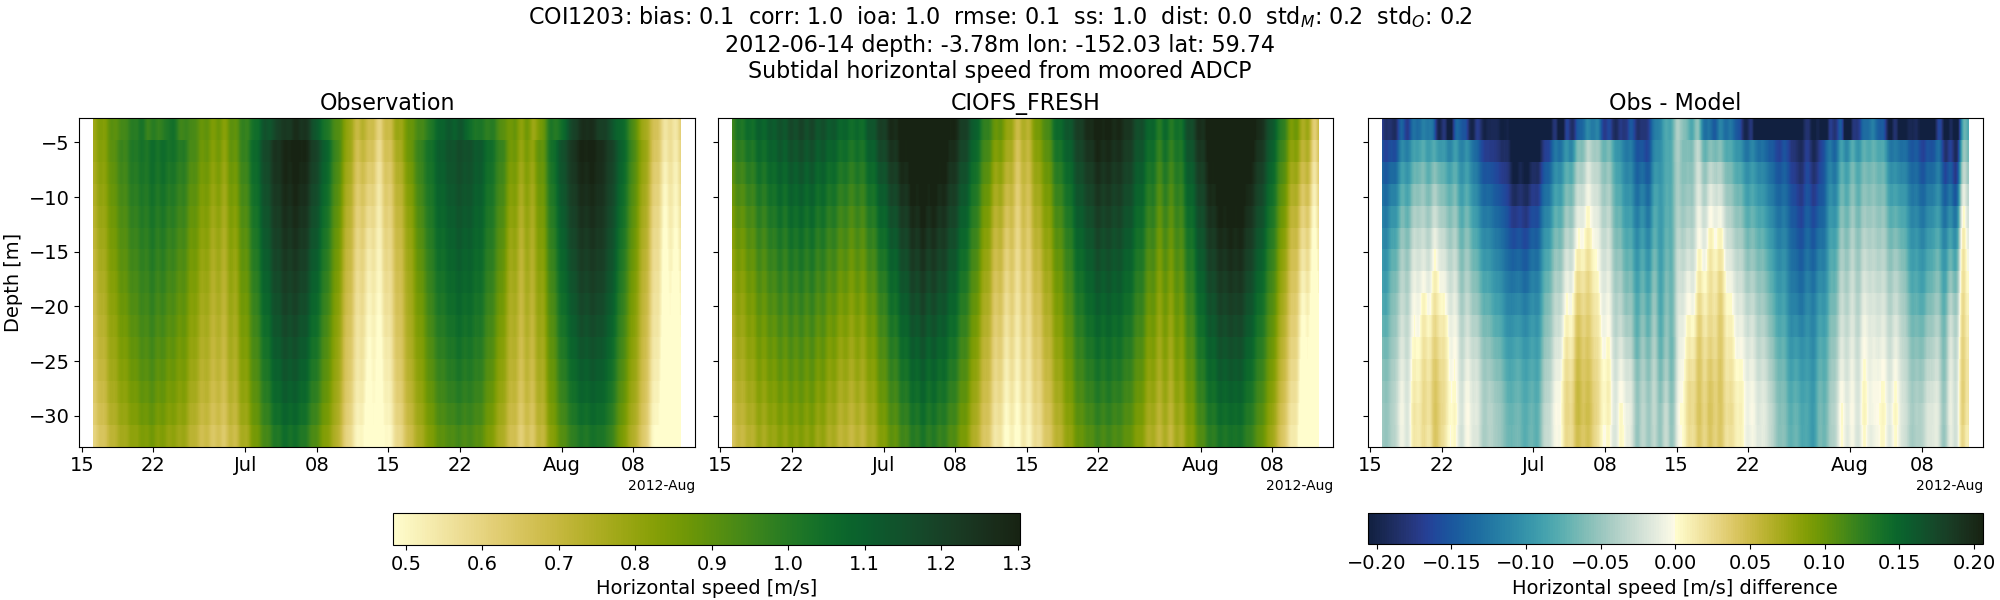 COI1203: bias: 0.1 corr: 1.0 ioa: 1.0 rmse: 0.1 ss: 1.0 dist: 0.0 std_M: 0.2 std_O: 0.2
2012-06-14 depth: -3.78m lon: -152.03 lat: 59.74
Subtidal horizontal speed from moored ADCP
Observation
CIOFS_FRESH
Obs - Model
Depth [m]
−5
−10
−15
−20
−25
−30
15 22 Jul 08 15 22 Aug 08
2012-Aug
15 22 Jul 08 15 22 Aug 08
2012-Aug
15 22 Jul 08 15 22 Aug 08
2012-Aug
0.5 0.6 0.7 0.8 0.9 1.0 1.1 1.2 1.3
Horizontal speed [m/s]
−0.20 −0.15 −0.10 −0.05 0.00 0.05 0.10 0.15 0.20
Horizontal speed [m/s] difference